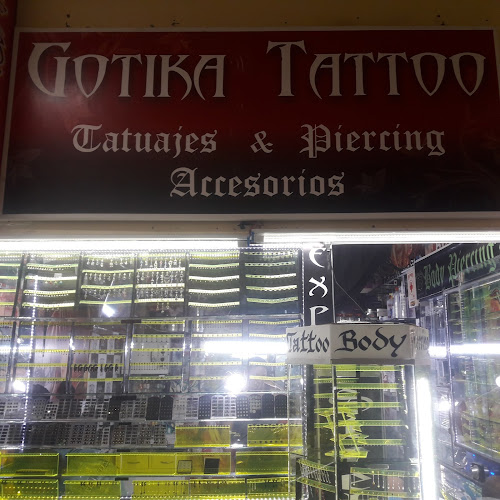 GOTIKA TATTOO
Tatuajes & Piercing
Accesorios
Body Piercing
EXP
Tattoo Body